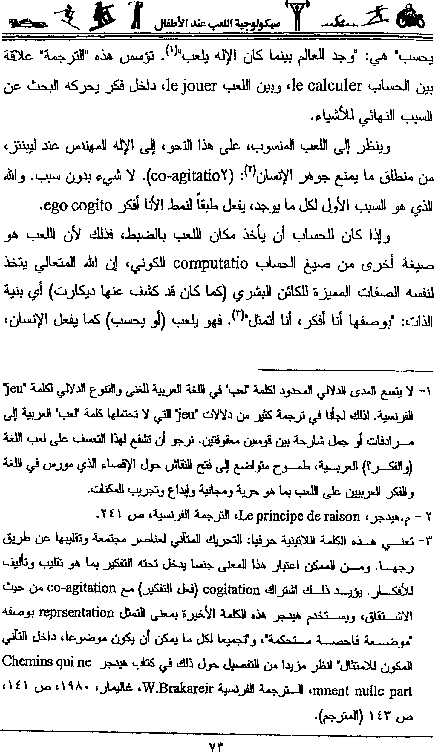 سيكولوجية اللعب عند الأطفال
يحسب" هي: "وجد العالم بينما كان الإله يلعب"(١). تؤسس هذه "الترجمة" علاقة
بين الحساب le calculer، وبين اللعب le jouer، داخل فكر يحركه البحث عن
السبب النهائي للأشياء.
وينظر إلى اللعب المنسوب، على هذا النحو، إلى الإله المهندس عند ليبنتز،
من منطلق ما يمنع جوهر الإنسان(٢): (co-agitatio٢). لا شيء بدون سبب. والله
الذي هو السبب الأول لكل ما يوجد، يفعل طبقاً لنمط الأنا أفكر ego cogito.
وإذا كان للحساب أن يأخذ مكان اللعب بالضبط، فذلك لأن اللعب هو
صيغة أخرى من صيغ الحساب computatio الكوني، إن الله المتعالي يتخذ
لنفسه الصفات المميزة للكائن البشري (كما كان قد كشف عنها ديكارت) أي بنية
الذات: "بوصفها أنا أفكر، أنا أتمثل"(٣). فهو يلعب (أو يحسب) كما يفعل الإنسان،
١- لا يتسع المدى الدلالي المحدود لكلمة "لعب" في اللغة العربية للغنى والتنوع الدلالي لكلمة "jeu
الفرنسية. لذلك لجأنا في ترجمة كثير من دلالات "jeu التي لا تحتملها كلمة "لعب" العربية إلى
مرادفات أو جمل شارحة بين قوسين معقوفتين. نرجو أن تشفع لهذا التعسف على لعب اللغة
(والفكر؟) العربية، طموح متواضع إلى فتح النقاش حول الإقصاء الذي مورس في اللغة
والفكر العربيين على اللعب بما هو حرية ومجانية وإبداع وتجريب للممكنات.
٢- م.هيدجر، Le principe de raison، الترجمة الفرنسية، ص ٢٤١.
٣- تعني هذه الكلمة اللاتينية حرفيا: التحريك المتأني لعناصر مجتمعة وتقليبها عن طريق
رجها. ومن الممكن اعتبار هذا المعنى جنسا يدخل تحته التفكير بما هو تقليب وتأليف
للأفكار. يؤيد ذلك اشتراك cogitation (فعل التفكير) مع co-agitation من حيث
الاشتقاق، ويستخدم هيدجر هذه الكلمة الأخيرة بمعنى التمثل reprsentation بوصفه
"موضعة فاحصة مستحكمة"، و"تجميعا لكل ما يمكن أن يكون موضوعا، داخل التأني
المكون للامتثال" انظر مزيدا من التفصيل حول ذلك في كتاب هيدجر Chemins qui ne
mneat nulle part، الترجمة الفرنسية W.Brakareir، غاليمار، ١٩٨٠، ص ١٤١،
ص ١٤٣ (المترجم).
٧٣